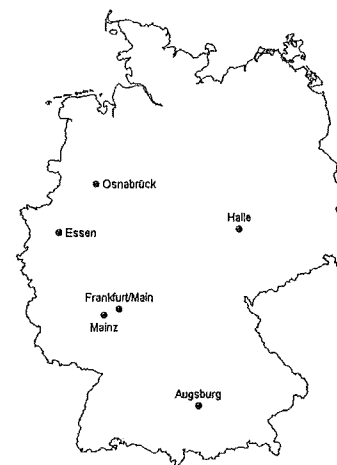 Osnabrück
Halle
Essen
Frankfurt/Main
Mainz
Augsburg